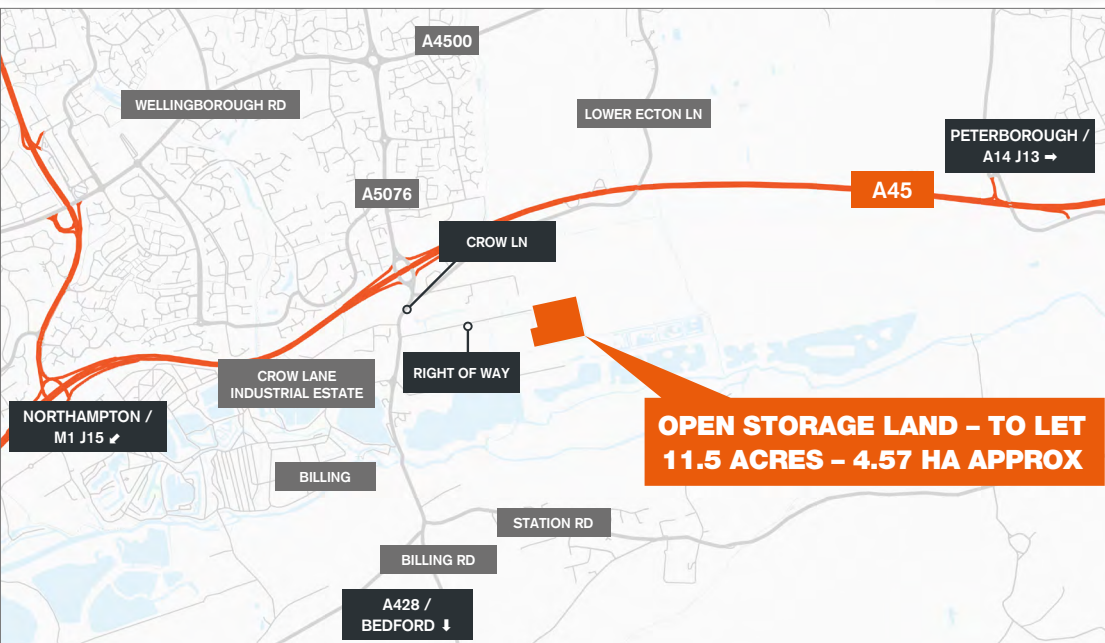 A4500
WELLINGBOROUGH RD
LOWER ECTON LN
PETERBOROUGH /
A14 J13 ➡
A5076
A45
CROW LN
RIGHT OF WAY
CROW LANE
INDUSTRIAL ESTATE
NORTHAMPTON /
M1 J15 ⬋
OPEN STORAGE LAND – TO LET
11.5 ACRES – 4.57 HA APPROX
BILLING
STATION RD
BILLING RD
A428 /
BEDFORD ⬇